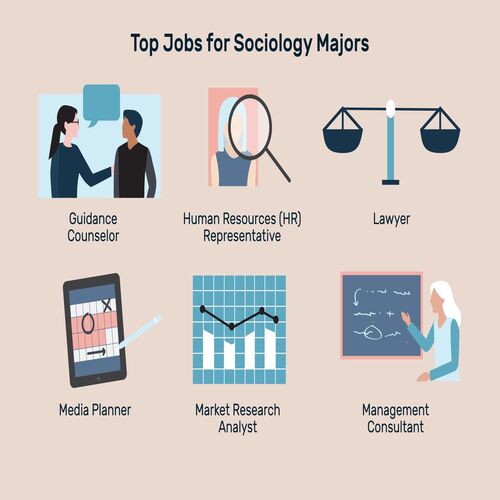 Top Jobs for Sociology Majors
Guidance
Counselor
Human Resources (HR)
Representative
Lawyer
Media Planner
Market Research
Analyst
Management
Consultant